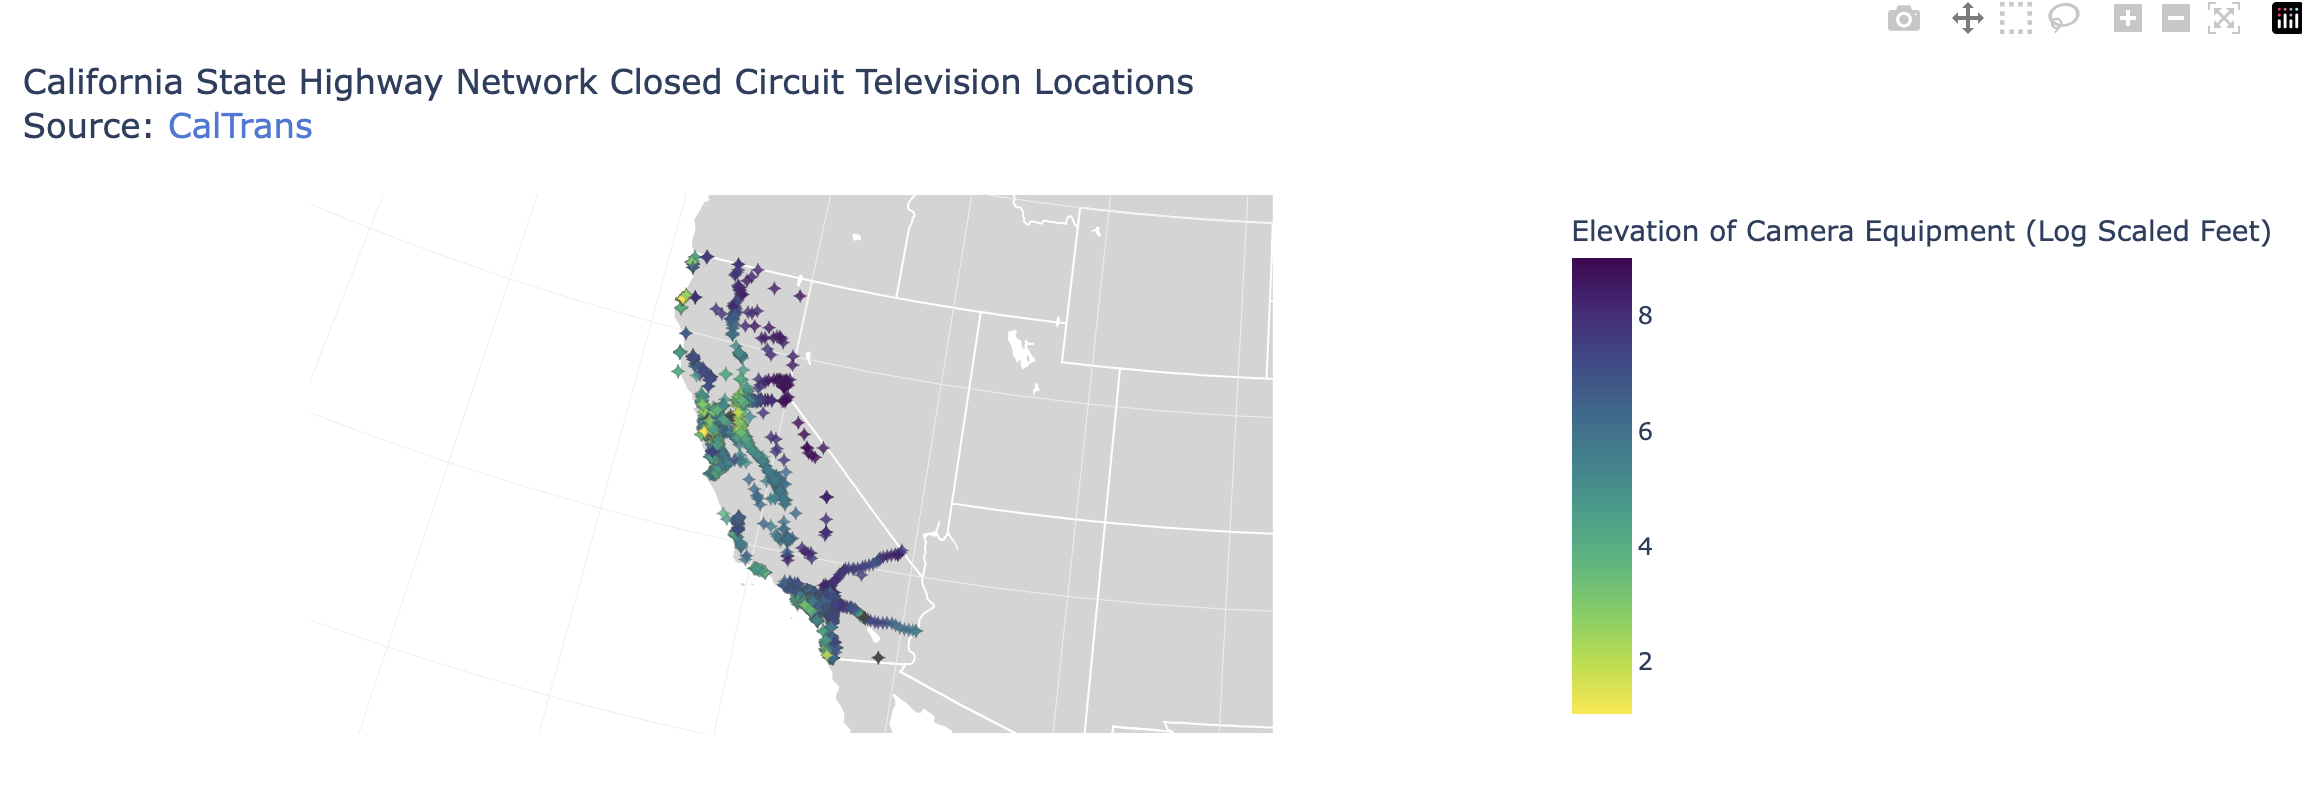 California State Highway Network Closed Circuit Television Locations
Source: CalTrans
Elevation of Camera Equipment (Log Scaled Feet)
8
6
4
2